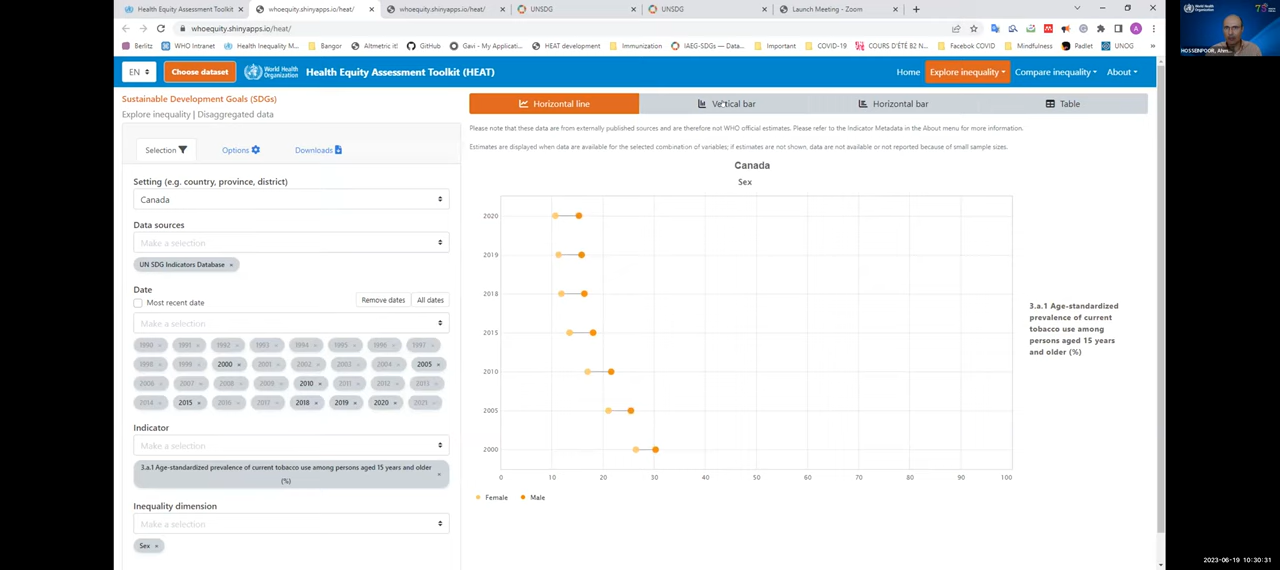 Health Equity Assessment Toolkit
whoequity.shinyapps.io/heat/
whoequity.shinyapps.io/heat/
UNSDG
UNSDG
Launch Meeting - Zoom
whoequity.shinyapps.io/heat/
Berlitz
WHO Intranet
Health Inequality M...
Bangor
Altmetric it!
GitHub
Gavi - My Applicati...
HEAT development
Immunization
IAEG-SDGs — Data...
Important
COVID-19
COURS D'ÉTÉ B2 N...
Facebok COVID
Mindfulness
Padlet
UNOG
World Health Organization
HOSSEINPOOR, Ahm...
EN
Choose dataset
World Health
Organization
Health Equity Assessment Toolkit (HEAT)
Home
Explore inequality
Compare inequality
About
Sustainable Development Goals (SDGs)
Explore inequality | Disaggregated data
Selection
Options
Downloads
Setting (e.g. country, province, district)
Canada
Data sources
Make a selection
UN SDG Indicators Database ×
Date
Most recent date
Remove dates
All dates
Make a selection
1990 × 1991 × 1992 × 1993 × 1994 × 1995 × 1996 × 1997 ×
1998 × 1999 × 2000 × 2001 × 2002 × 2003 × 2004 × 2005 ×
2006 × 2007 × 2008 × 2009 × 2010 × 2011 × 2012 × 2013 ×
2014 × 2015 × 2016 × 2017 × 2018 × 2019 × 2020 × 2021 ×
Indicator
Make a selection
3.a.1 Age-standardized prevalence of current tobacco use among persons aged 15 years and older
(%)
Inequality dimension
Make a selection
Sex ×
Horizontal line
Vertical bar
Horizontal bar
Table
Please note that these data are from externally published sources and are therefore not WHO official estimates. Please refer to the Indicator Metadata in the About menu for more information.
Estimates are displayed when data are available for the selected combination of variables; if estimates are not shown, data are not available or not reported because of small sample sizes.
Canada
Sex
2020
2019
2018
2015
2010
2005
2000
0 10 20 30 40 50 60 70 80 90 100
Female Male
3.a.1 Age-standardized
prevalence of current
tobacco use among
persons aged 15 years
and older (%)
2023-06-19 10:30:31